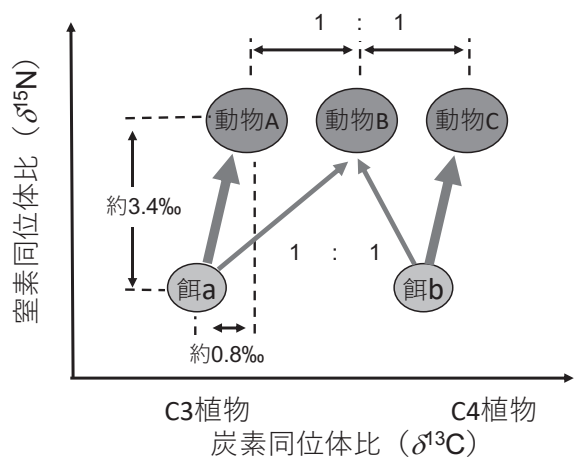 1 : 1
動物A
動物B
動物C
約3.4‰
1 : 1
餌a
餌b
約0.8‰
窒素同位体比（δ15N）
C3植物
C4植物
炭素同位体比（δ13C）